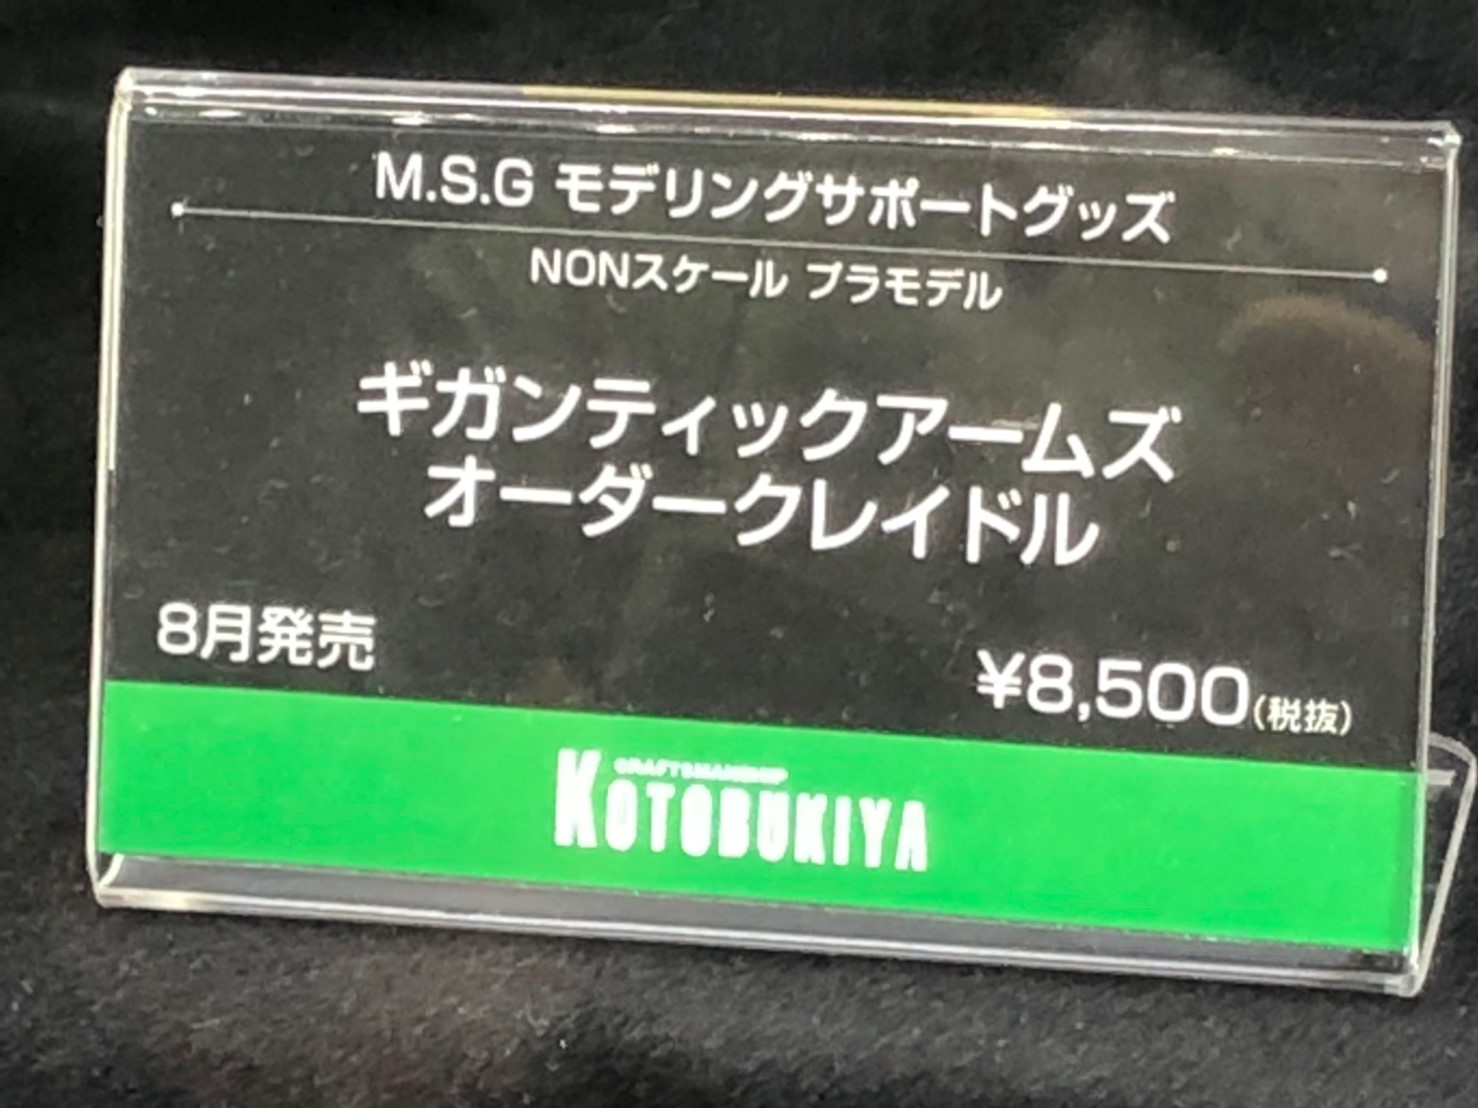 M.S.G モデリングサポートグッズ
NONスケール プラモデル
ギガンティックアームズ
オーダークレイドル
8月発売
¥8,500(税抜)
CRAFTSMANSHIP
KOTOBUKIYA